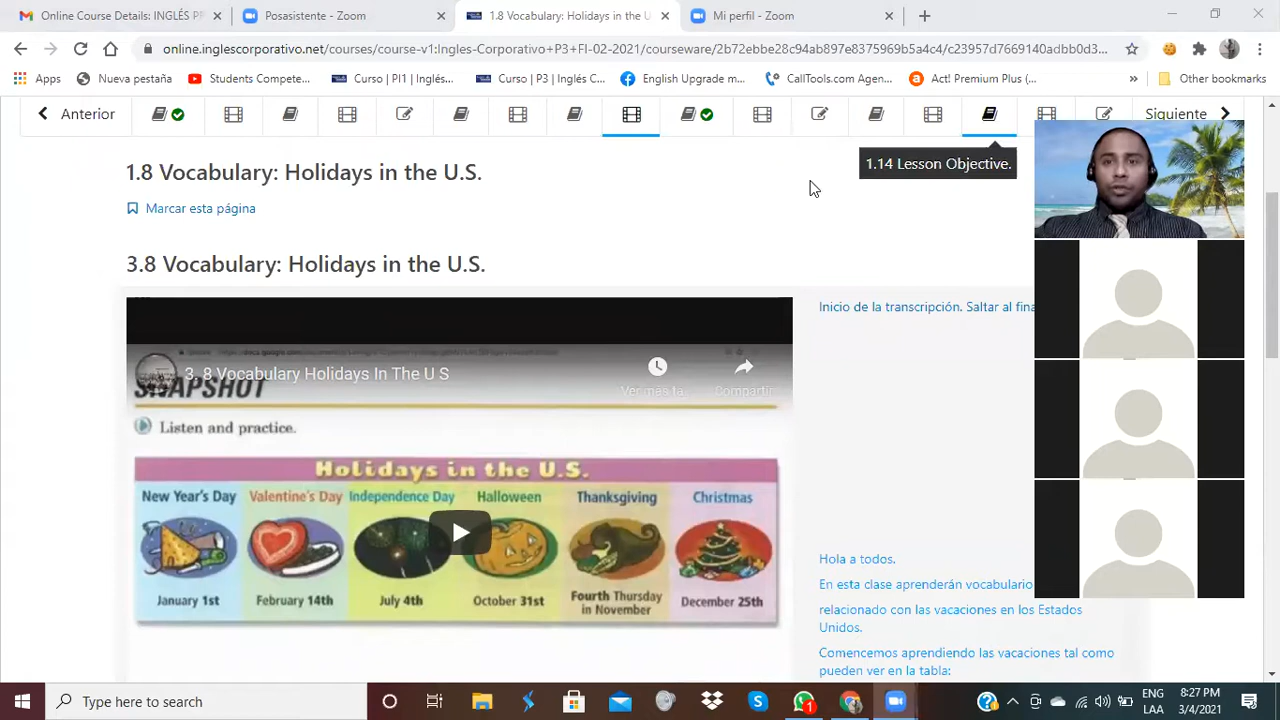 Online Course Details: INGLÉS PR
Posasistente - Zoom
1.8 Vocabulary: Holidays in the U
Mi perfil - Zoom
online.inglescorporativo.net/courses/course-v1:Ingles-Corporativo+P3+FI-02-2021/courseware/2b72ebbe28c94ab897e8375969b5a4c4/c23957d7669140adbb0d3...
Apps
Nueva pestaña
Students Compete...
Curso | PI1 | Inglés...
Curso | P3 | Inglés C...
English Upgrade m...
CallTools.com Agen...
Act! Premium Plus (...
»
Other bookmarks
Anterior
Siguiente
1.14 Lesson Objective.
1.8 Vocabulary: Holidays in the U.S.
Marcar esta página
3.8 Vocabulary: Holidays in the U.S.
Inicio de la transcripción. Saltar al fina
3. 8 Vocabulary Holidays In The U S
Ver más ta...
Compartir
SNAPSHOT
Listen and practice.
Holidays in the U.S.
New Year's Day Valentine's Day Independence Day Halloween Thanksgiving Christmas
January 1st February 14th July 4th October 31st Fourth Thursday in November December 25th
Hola a todos.
En esta clase aprenderán vocabulario
relacionado con las vacaciones en los Estados
Unidos.
Comencemos aprendiendo las vacaciones tal como
pueden ver en la tabla:
Type here to search
1
ENG
LAA
8:27 PM
3/4/2021